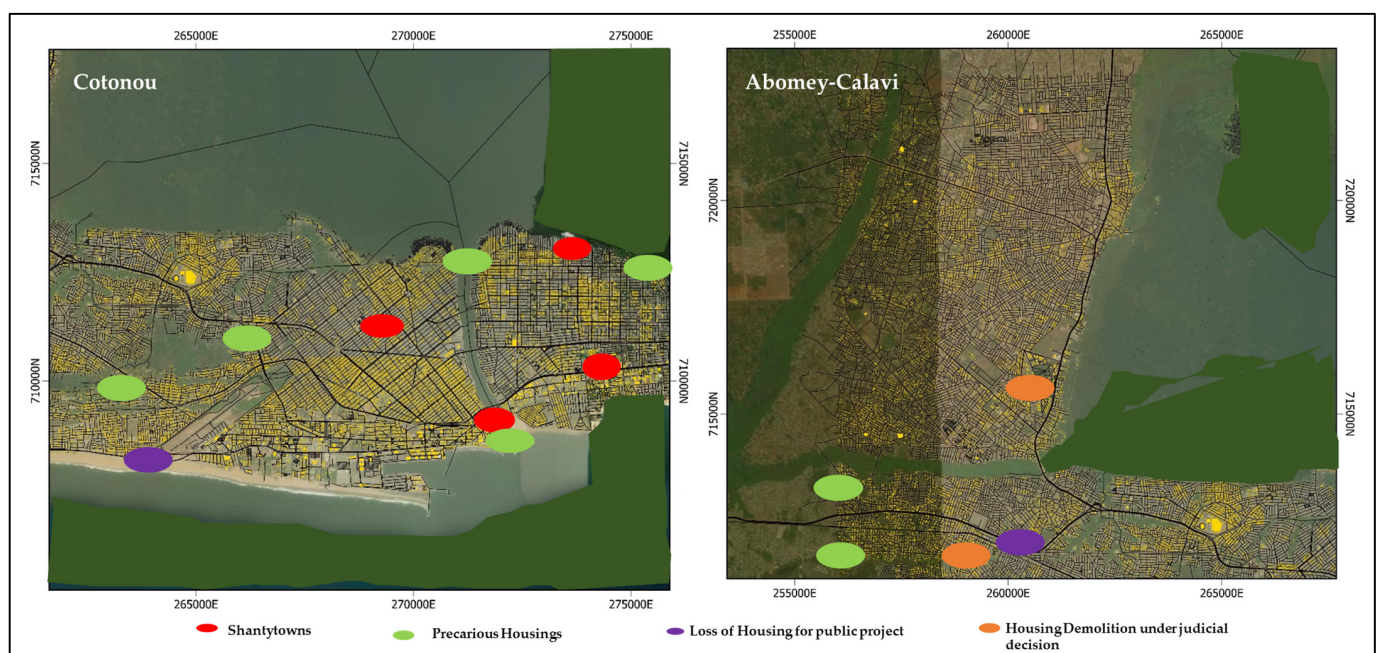 265000E 270000E 275000E
255000E 260000E 265000E
Cotonou
Abomey-Calavi
715000N
715000N
720000N
720000N
710000N
710000N
715000N
715000N
265000E 270000E 275000E
255000E 260000E 265000E
Shantytowns
Precarious Housings
Loss of Housing for public project
Housing Demolition under judicial
decision